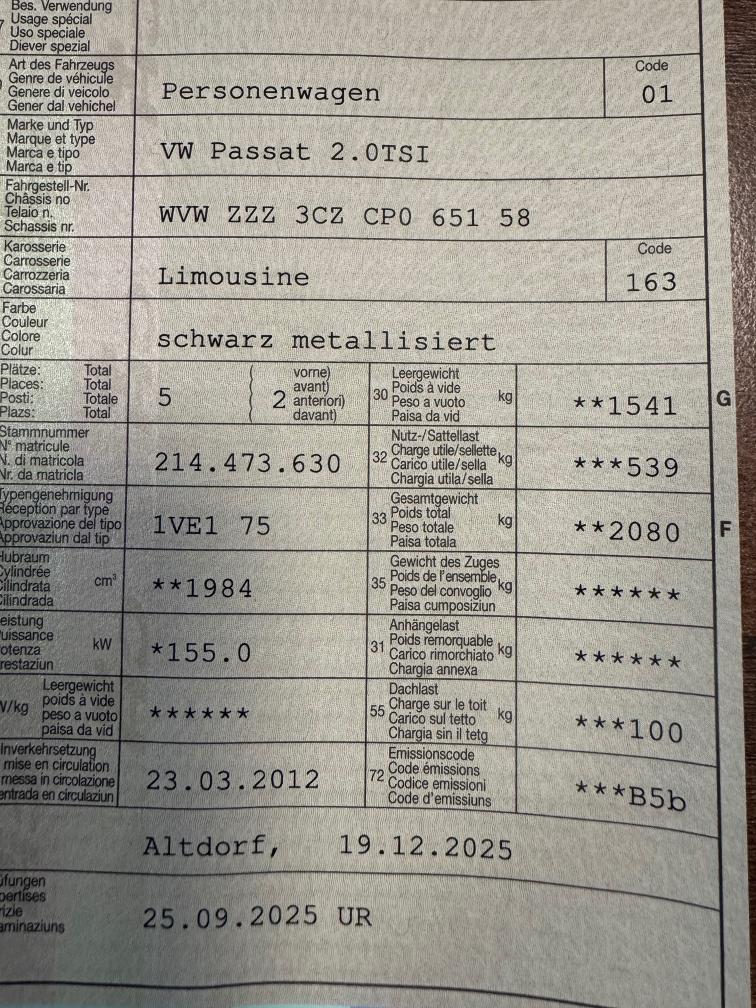 Bes. Verwendung
Usage spécial
Uso speciale
Diever spezial
Art des Fahrzeugs
Genre de véhicule
Genere di veicolo
Gener dal vehichel
Personenwagen
Code
01
Marke und Typ
Marque et type
Marca e tipo
Marca e tip
VW Passat 2.0TSI
Fahrgestell-Nr.
Châssis no
Telaio n.
Schassis nr.
WVW ZZZ 3CZ CP0 651 58
Karosserie
Carrosserie
Carrozzeria
Carossaria
Limousine
Code
163
Farbe
Couleur
Colore
Colur
schwarz metallisiert
Plätze: Total
Places: Total
Posti: Totale
Plazs: Total
5
2
vorne)
avant)
anteriori)
davant)
30
Leergewicht
Poids à vide
Peso a vuoto
Paisa da vid
kg
**1541
G
Stammnummer
N° matricule
N. di matricola
Nr. da matricla
214.473.630
32
Nutz-/Sattellast
Charge utile/sellette
Carico utile/sella
Chargia utila/sella
kg
***539
Typengenehmigung
Réception par type
Approvazione del tipo
Approvaziun dal tip
1VE1 75
33
Gesamtgewicht
Poids total
Peso totale
Paisa totala
kg
**2080
F
Hubraum
Cylindrée
Cilindrata
Cilindrada
cm³
**1984
35
Gewicht des Zuges
Poids de l'ensemble
Peso del convoglio
Paisa cumposiziun
kg
******
eistung
uissance
otenza
restaziun
kW
*155.0
31
Anhängelast
Poids remorquable
Carico rimorchiato
Chargia annexa
kg
******
/kg
Leergewicht
poids à vide
peso a vuoto
paisa da vid
******
55
Dachlast
Charge sur le toit
Carico sul tetto
Chargia sin il tetg
kg
***100
Inverkehrsetzung
mise en circulation
messa in circolazione
entrada en circulaziun
23.03.2012
72
Emissionscode
Code émissions
Codice emissioni
Code d'emissiuns
***B5b
Altdorf, 19.12.2025
üfungen
pertises
rizie
aminaziuns
25.09.2025 UR